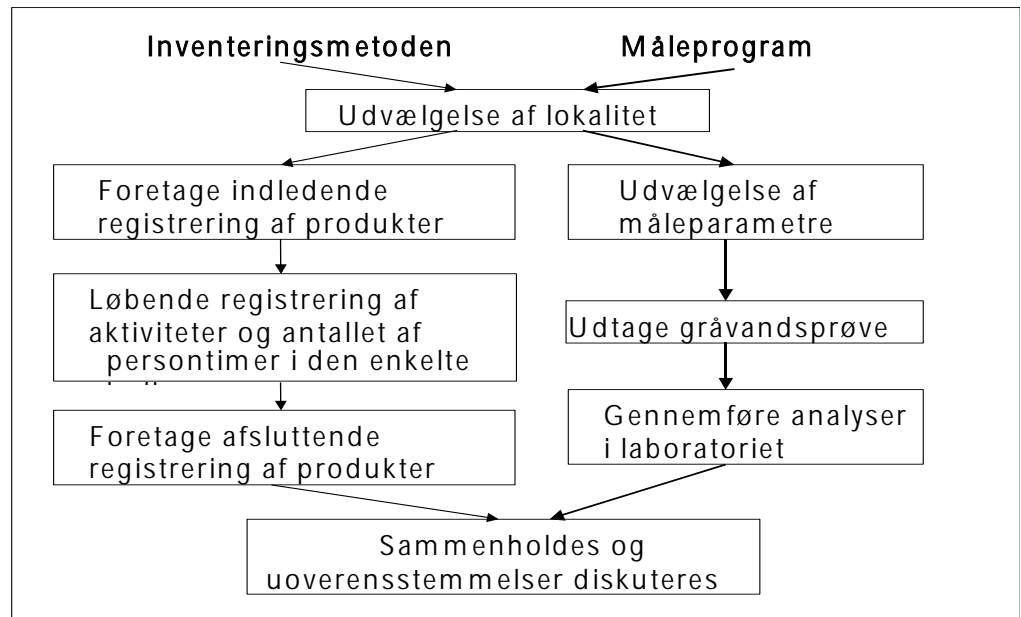 Inventeringsmetoden
Måleprogram
Udvælgelse af lokalitet
Foretage indledende
registrering af produkter
Løbende registrering af
aktiviteter og antallet af
persontimer i den enkelte
Foretage afsluttende
registrering af produkter
Udvælgelse af
måleparametre
Udtage gråvandsprøve
Gennemføre analyser
i laboratoriet
Sammenholdes og
uoverensstemmelser diskuteres